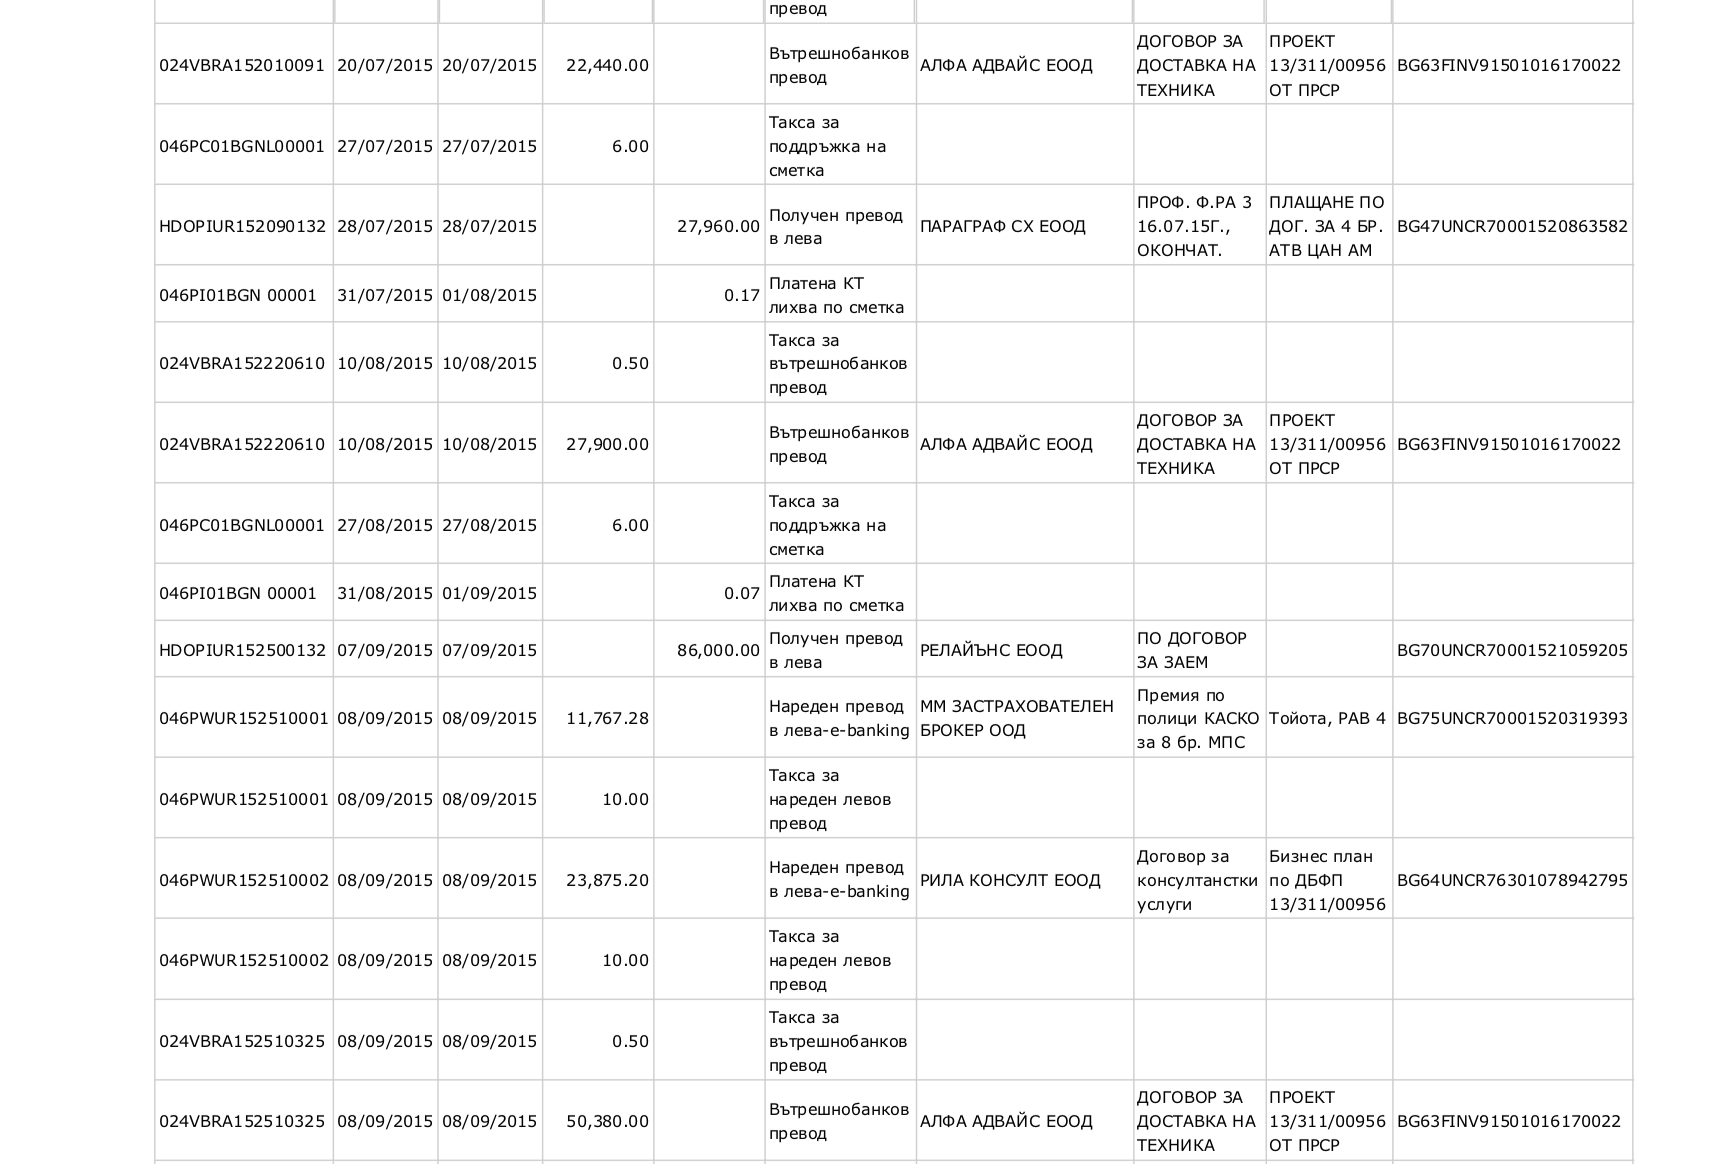 превод
024VBRA152010091 20/07/2015 20/07/2015 22,440.00 Вътрешнобанков превод АЛФА АДВАЙС ЕООД ДОГОВОР ЗА ДОСТАВКА НА ТЕХНИКА ПРОЕКТ 13/311/00956 ОТ ПРСР BG63FINV91501016170022
046PC01BGNL00001 27/07/2015 27/07/2015 6.00 Такса за поддръжка на сметка
HDOPIUR152090132 28/07/2015 28/07/2015 27,960.00 Получен превод в лева ПАРАГРАФ СХ ЕООД ПРОФ. Ф.РА 3 16.07.15Г., ОКОНЧАТ. ПЛАЩАНЕ ПО ДОГ. ЗА 4 БР. АТВ ЦАН АМ BG47UNCR70001520863582
046PI01BGN 00001 31/07/2015 01/08/2015 0.17 Платена КТ лихва по сметка
024VBRA152220610 10/08/2015 10/08/2015 0.50 Такса за вътрешнобанков превод
024VBRA152220610 10/08/2015 10/08/2015 27,900.00 Вътрешнобанков превод АЛФА АДВАЙС ЕООД ДОГОВОР ЗА ДОСТАВКА НА ТЕХНИКА ПРОЕКТ 13/311/00956 ОТ ПРСР BG63FINV91501016170022
046PC01BGNL00001 27/08/2015 27/08/2015 6.00 Такса за поддръжка на сметка
046PI01BGN 00001 31/08/2015 01/09/2015 0.07 Платена КТ лихва по сметка
HDOPIUR152500132 07/09/2015 07/09/2015 86,000.00 Получен превод в лева РЕЛАЙЪНС ЕООД ПО ДОГОВОР ЗА ЗАЕМ BG70UNCR70001521059205
046PWUR152510001 08/09/2015 08/09/2015 11,767.28 Нареден превод в лева-e-banking ММ ЗАСТРАХОВАТЕЛЕН БРОКЕР ООД Премия по полици КАСКО за 8 бр. МПС Тойота, РАВ 4 BG75UNCR70001520319393
046PWUR152510001 08/09/2015 08/09/2015 10.00 Такса за нареден левов превод
046PWUR152510002 08/09/2015 08/09/2015 23,875.20 Нареден превод в лева-e-banking РИЛА КОНСУЛТ ЕООД Договор за консултанстки услуги Бизнес план по ДБФП 13/311/00956 BG64UNCR76301078942795
046PWUR152510002 08/09/2015 08/09/2015 10.00 Такса за нареден левов превод
024VBRA152510325 08/09/2015 08/09/2015 0.50 Такса за вътрешнобанков превод
024VBRA152510325 08/09/2015 08/09/2015 50,380.00 Вътрешнобанков превод АЛФА АДВАЙС ЕООД ДОГОВОР ЗА ДОСТАВКА НА ТЕХНИКА ПРОЕКТ 13/311/00956 ОТ ПРСР BG63FINV91501016170022